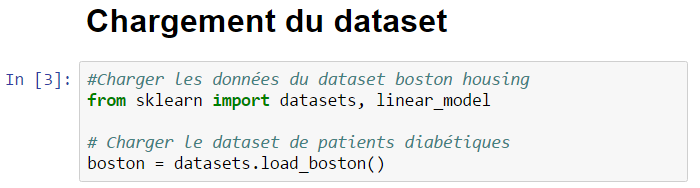 Chargement du dataset
In [3]: #Charger les données du dataset boston housing
from sklearn import datasets, linear_model
# Charger le dataset de patients diabétiques
boston = datasets.load_boston()